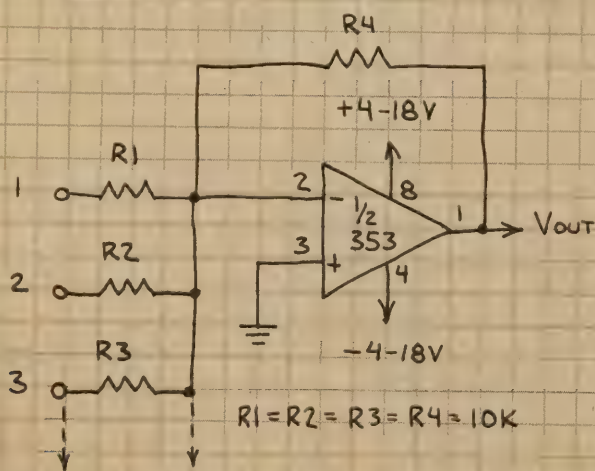 R4
+4-18V
R1
1
2
8
1
- 1/2
353
VOUT
3
+
4
R2
2
-4-18V
R3
3
R1=R2=R3=R4=10K